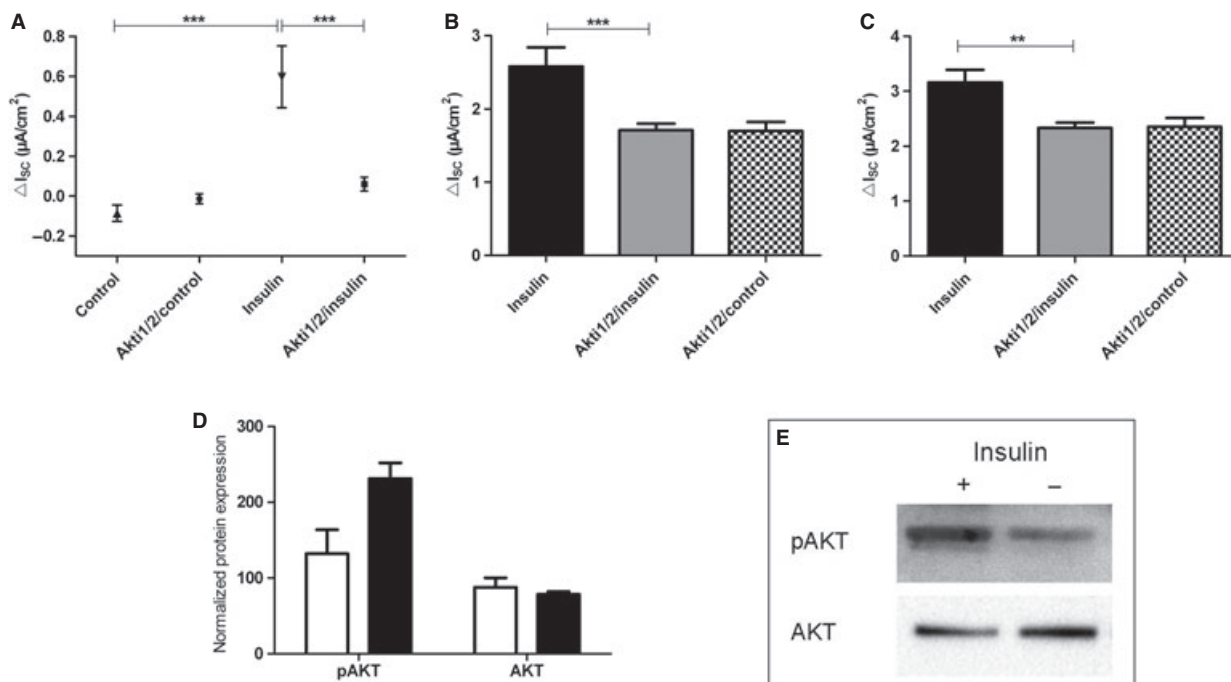 A
***
***
△I_SC (µA/cm²)
0.8
0.6
0.4
0.2
0.0
–0.2
Control
Akti1/2/control
Insulin
Akti1/2/insulin
B
***
△I_SC (µA/cm²)
3
2
1
0
Insulin
Akti1/2/insulin
Akti1/2/control
C
**
△I_SC (µA/cm²)
4
3
2
1
0
Insulin
Akti1/2/insulin
Akti1/2/control
D
Normalized protein expression
300
200
100
0
pAKT
AKT
E
Insulin
+ –
pAKT
AKT